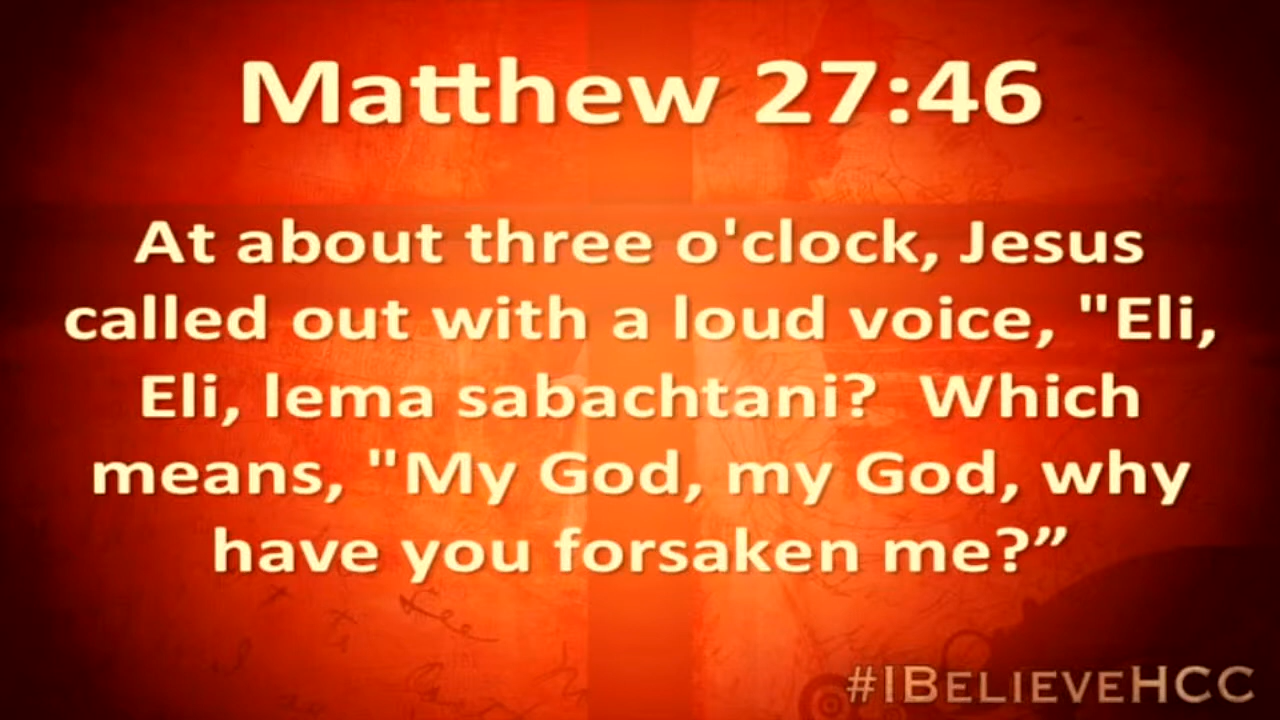 Matthew 27:46
At about three o'clock, Jesus
called out with a loud voice, "Eli,
Eli, lema sabachtani?  Which
means, "My God, my God, why
have you forsaken me?”
#IBELIEVEHCC